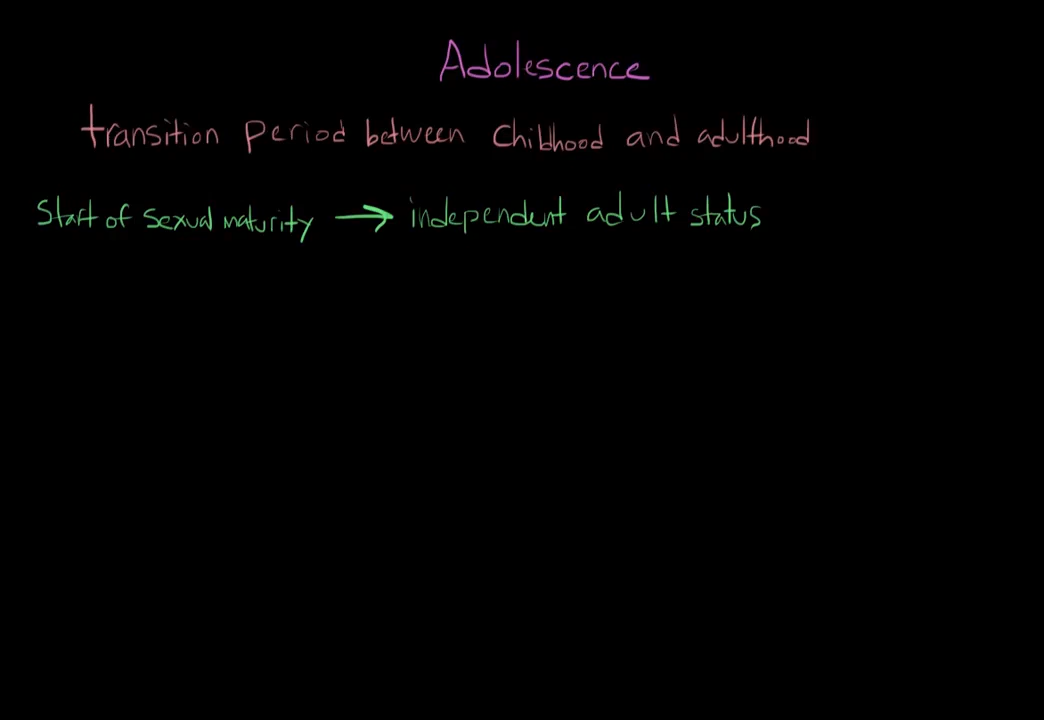 Adolescence
transition period between childhood and adulthood
Start of sexual maturity → independent adult status